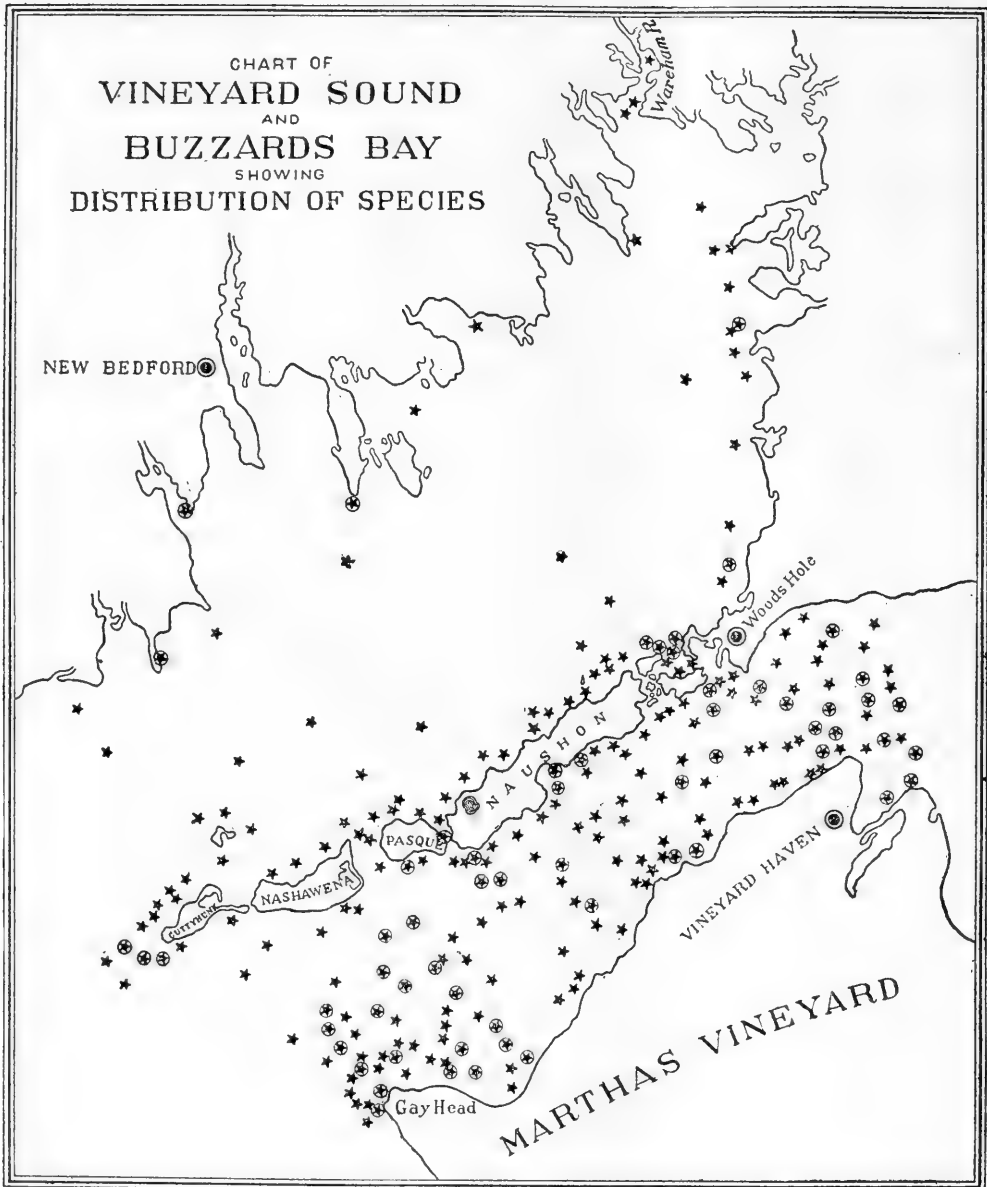 CHART OF
VINEYARD SOUND
AND
BUZZARDS BAY
SHOWING
DISTRIBUTION OF SPECIES
Wareham R
NEW BEDFORD
Woods Hole
NAUSHON
PASQUE
NASHAWENA
CUTTYHUNK
VINEYARD HAVEN
MARTHAS VINEYARD
Gay Head